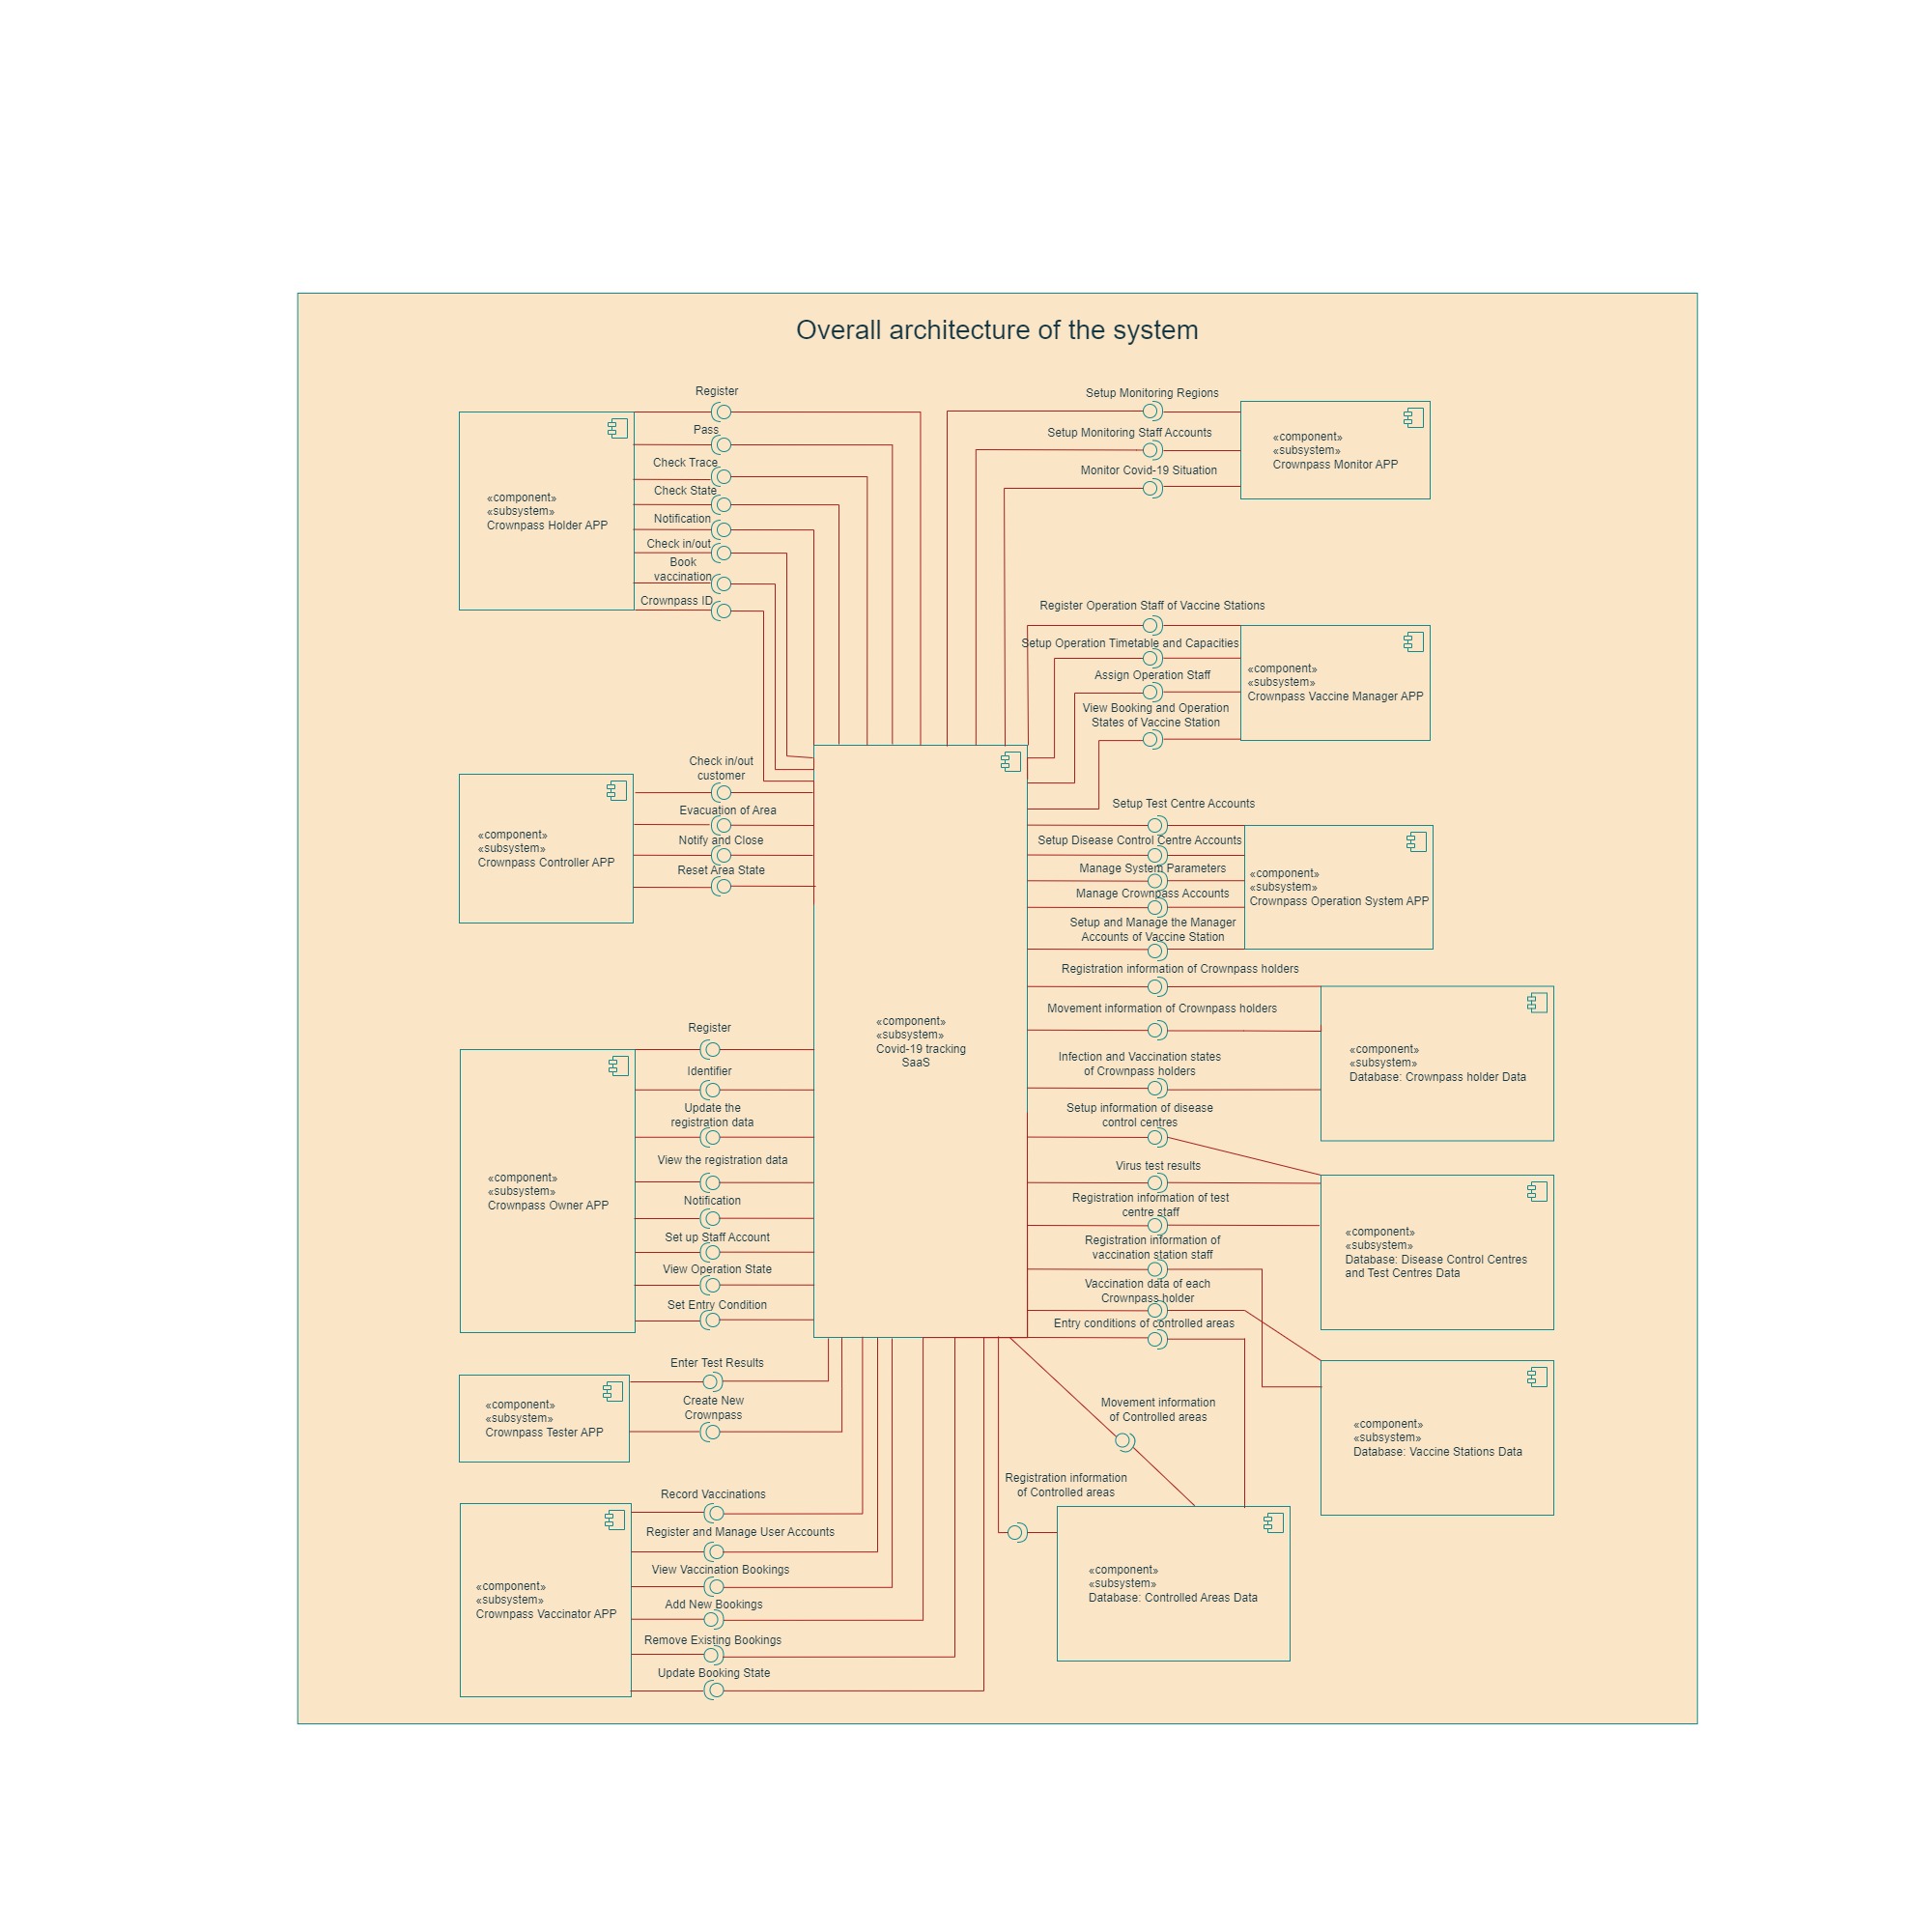 Overall architecture of the system
Register
Pass
Check Trace
Check State
Notification
Check in/out
Book
vaccination
Crownpass ID
«component»
«subsystem»
Crownpass Holder APP
Setup Monitoring Regions
Setup Monitoring Staff Accounts
Monitor Covid-19 Situation
«component»
«subsystem»
Crownpass Monitor APP
Register Operation Staff of Vaccine Stations
Setup Operation Timetable and Capacities
Assign Operation Staff
View Booking and Operation
States of Vaccine Station
«component»
«subsystem»
Crownpass Vaccine Manager APP
Check in/out
customer
Evacuation of Area
Notify and Close
Reset Area State
«component»
«subsystem»
Crownpass Controller APP
Setup Test Centre Accounts
Setup Disease Control Centre Accounts
Manage System Parameters
Manage Crownpass Accounts
Setup and Manage the Manager
Accounts of Vaccine Station
«component»
«subsystem»
Crownpass Operation System APP
«component»
«subsystem»
Covid-19 tracking
SaaS
Registration information of Crownpass holders
Movement information of Crownpass holders
Infection and Vaccination states
of Crownpass holders
«component»
«subsystem»
Database: Crownpass holder Data
Register
Identifier
Update the
registration data
View the registration data
Notification
Set up Staff Account
View Operation State
Set Entry Condition
«component»
«subsystem»
Crownpass Owner APP
Setup information of disease
control centres
Virus test results
Registration information of test
centre staff
«component»
«subsystem»
Database: Disease Control Centres
and Test Centres Data
Registration information of
vaccination station staff
Vaccination data of each
Crownpass holder
Entry conditions of controlled areas
«component»
«subsystem»
Database: Vaccine Stations Data
Enter Test Results
Create New
Crownpass
«component»
«subsystem»
Crownpass Tester APP
Movement information
of Controlled areas
Registration information
of Controlled areas
«component»
«subsystem»
Database: Controlled Areas Data
Record Vaccinations
Register and Manage User Accounts
View Vaccination Bookings
Add New Bookings
Remove Existing Bookings
Update Booking State
«component»
«subsystem»
Crownpass Vaccinator APP